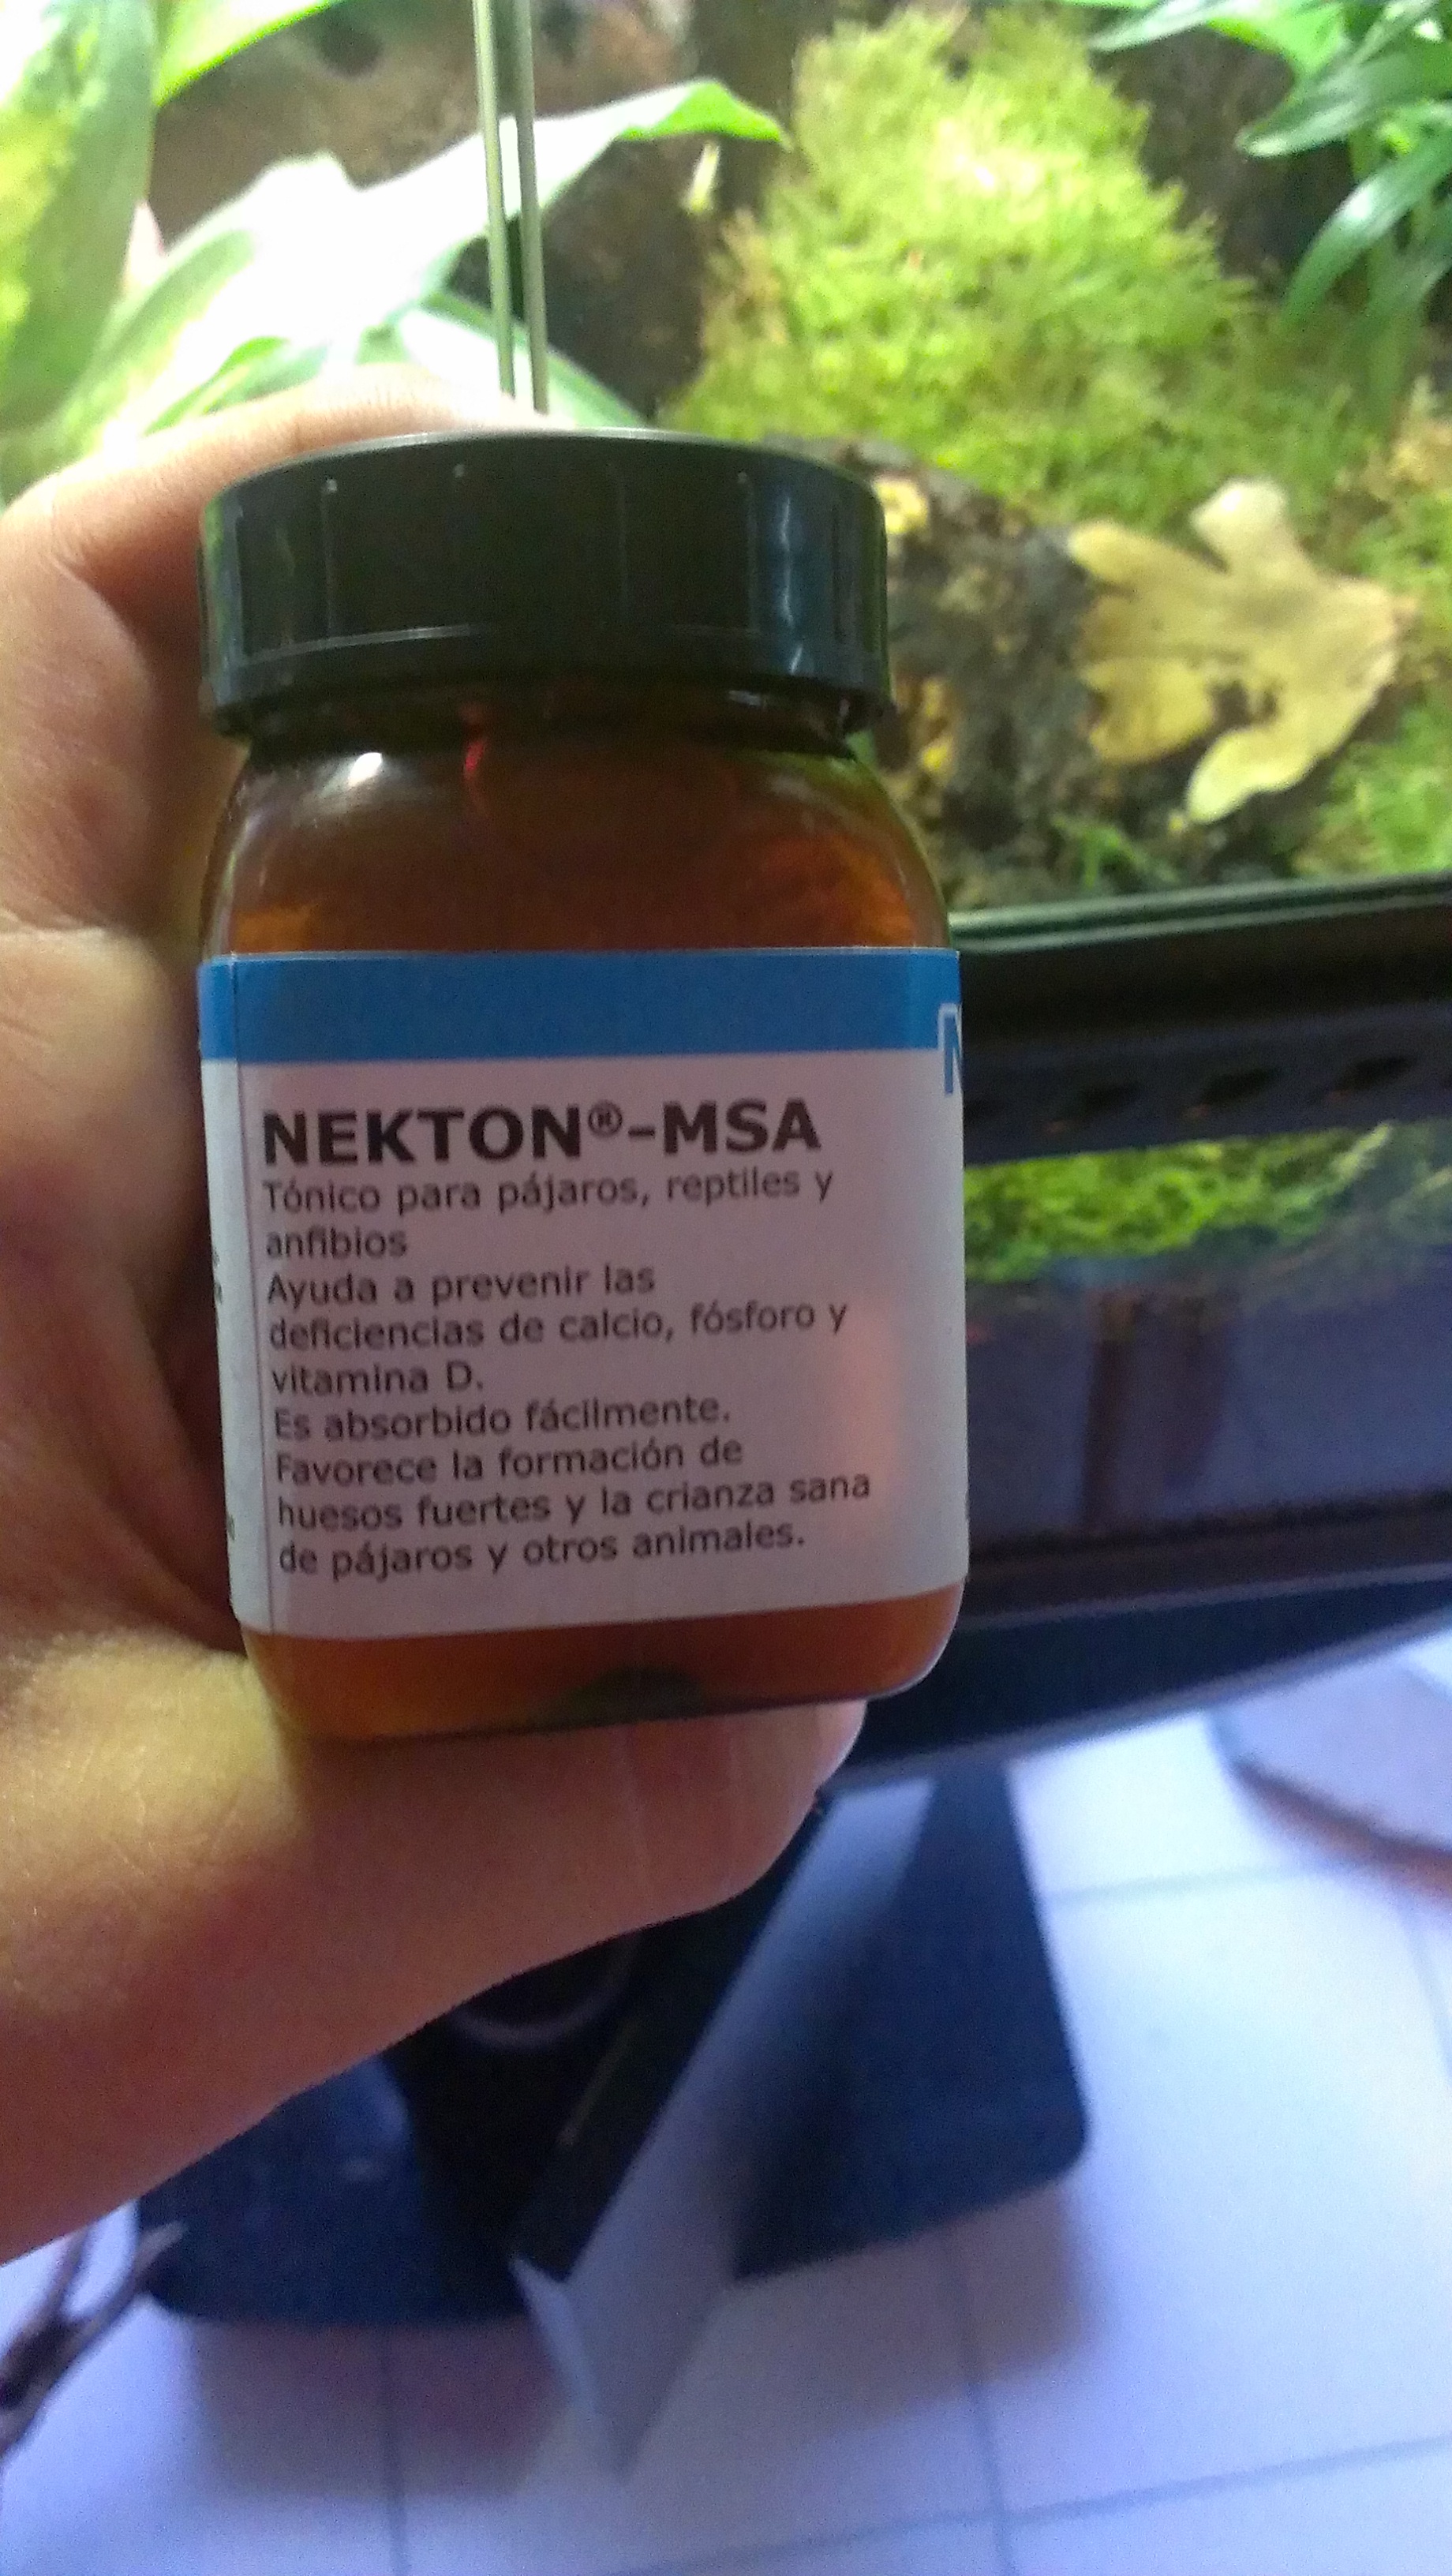 NEKTON®-MSA
Tónico para pájaros, reptiles y
anfibios
Ayuda a prevenir las
deficiencias de calcio, fósforo y
vitamina D.
Es absorbido fácilmente.
Favorece la formación de
huesos fuertes y la crianza sana
de pájaros y otros animales.